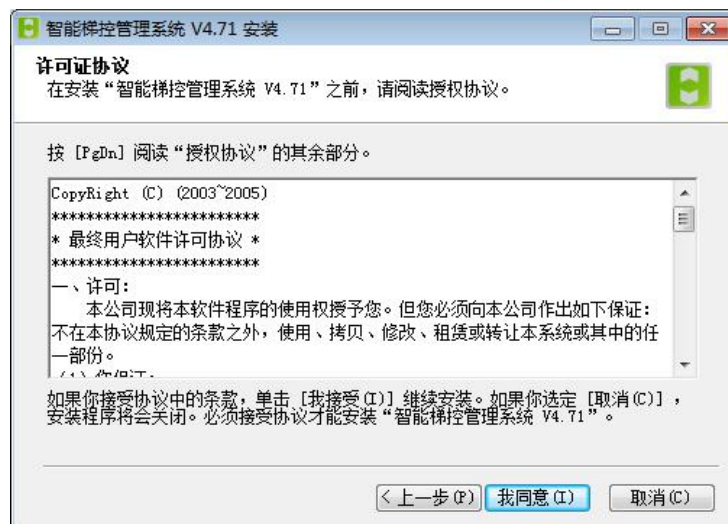 智能梯控管理系统 V4.71 安装
许可证协议
在安装“智能梯控管理系统 V4.71”之前，请阅读授权协议。
按 [PgDn] 阅读“授权协议”的其余部分。
CopyRight (C) (2003~2005)
************************
* 最终用户软件许可协议 *
************************
一、许可：
本公司现将本软件程序的使用权授予您。但您必须向本公司作出如下保证：
不在本协议规定的条款之外，使用、拷贝、修改、租赁或转让本系统或其中的任
一部份。
(1)你保证：
如果你接受协议中的条款，单击 [我接受(I)] 继续安装。如果你选定 [取消(C)] ，
安装程序将会关闭。必须接受协议才能安装“智能梯控管理系统 V4.71”。
< 上一步(P) 我同意(I) 取消(C)